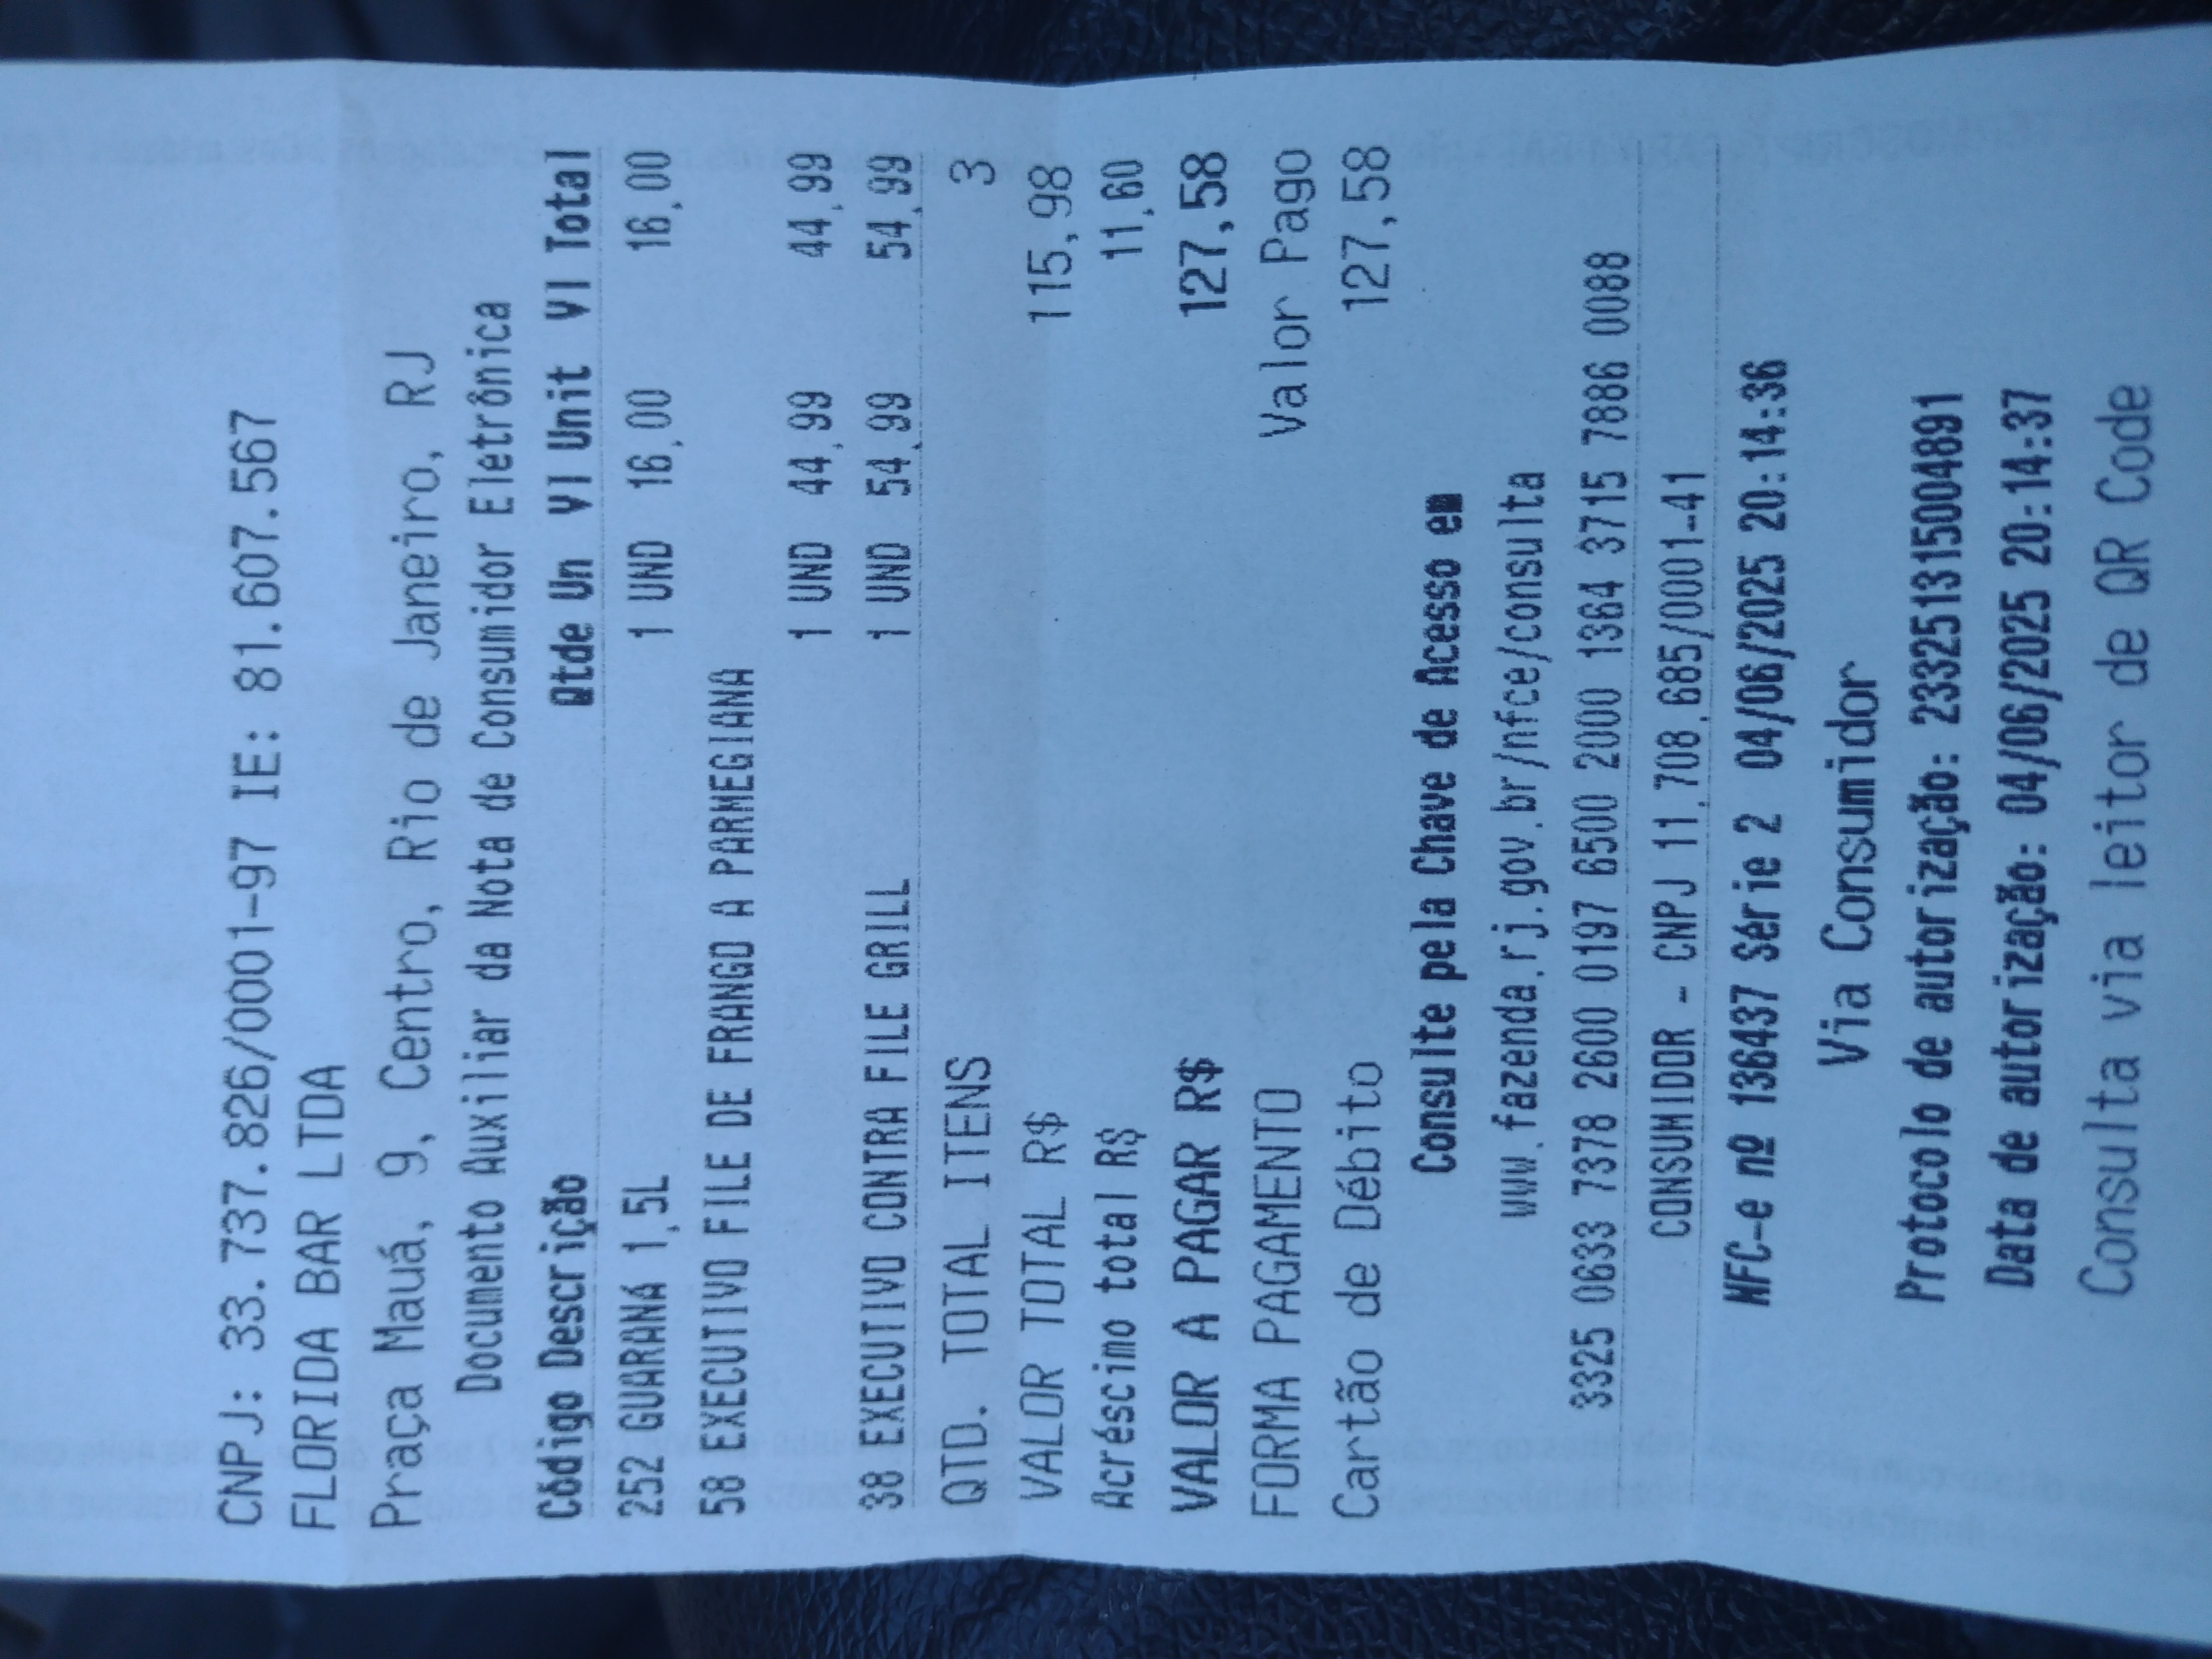 CNPJ: 33.737.826/0001-97 IE: 81.607.567
FLORIDA BAR LTDA
Praça Mauá, 9, Centro, Rio de Janeiro, RJ
Documento Auxiliar da Nota de Consumidor Eletrônica
Código Descrição Qtde Un Vl Unit Vl Total
252 GUARANÁ 1,5L 1 UND 16,00 16,00
58 EXECUTIVO FILE DE FRANGO A PARMEGIANA
1 UND 44,99 44,99
38 EXECUTIVO CONTRA FILE GRILL 1 UND 54,99 54,99
QTD. TOTAL ITENS 3
VALOR TOTAL R$ 115,98
Acréscimo total R$ 11,60
VALOR A PAGAR R$ 127,58
FORMA PAGAMENTO Valor Pago
Cartão de Débito 127,58
Consulte pela Chave de Acesso em
www.fazenda.rj.gov.br/nfce/consulta
3325 0633 7378 2600 0197 6500 2000 1364 3715 7886 0088
CONSUMIDOR - CNPJ 11.708.685/0001-41
NFC-e nº 136437 Série 2 04/06/2025 20:14:36
Via Consumidor
Protocolo de autorização: 233251315004891
Data de autorização: 04/06/2025 20:14:37
Consulta via leitor de QR Code